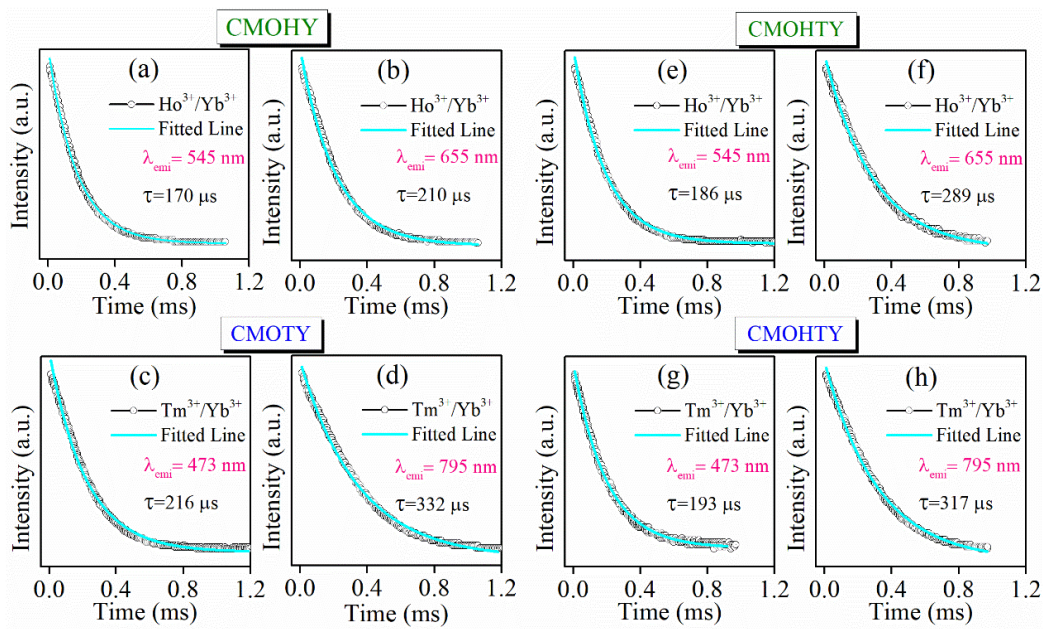 CMOHY
CMOHTY
(a)
Ho³⁺/Yb³⁺
Fitted Line
λemi= 545 nm
τ=170 μs
Intensity (a.u.)
0.0 0.4 0.8 1.2
Time (ms)
(b)
Ho³⁺/Yb³⁺
Fitted Line
λemi= 655 nm
τ=210 μs
Intensity (a.u.)
0.0 0.4 0.8 1.2
Time (ms)
(e)
Ho³⁺/Yb³⁺
Fitted Line
λemi= 545 nm
τ=186 μs
Intensity (a.u.)
0.0 0.4 0.8 1.2
Time (ms)
(f)
Ho³⁺/Yb³⁺
Fitted Line
λemi= 655 nm
τ=289 μs
Intensity (a.u.)
0.0 0.4 0.8 1.2
Time (ms)
CMOTY
CMOHTY
(c)
Tm³⁺/Yb³⁺
Fitted Line
λemi= 473 nm
τ=216 μs
Intensity (a.u.)
0.0 0.4 0.8 1.2
Time (ms)
(d)
Tm³⁺/Yb³⁺
Fitted Line
λemi= 795 nm
τ=332 μs
Intensity (a.u.)
0.0 0.4 0.8 1.2
Time (ms)
(g)
Tm³⁺/Yb³⁺
Fitted Line
λemi= 473 nm
τ=193 μs
Intensity (a.u.)
0.0 0.4 0.8 1.2
Time (ms)
(h)
Tm³⁺/Yb³⁺
Fitted Line
λemi= 795 nm
τ=317 μs
Intensity (a.u.)
0.0 0.4 0.8 1.2
Time (ms)